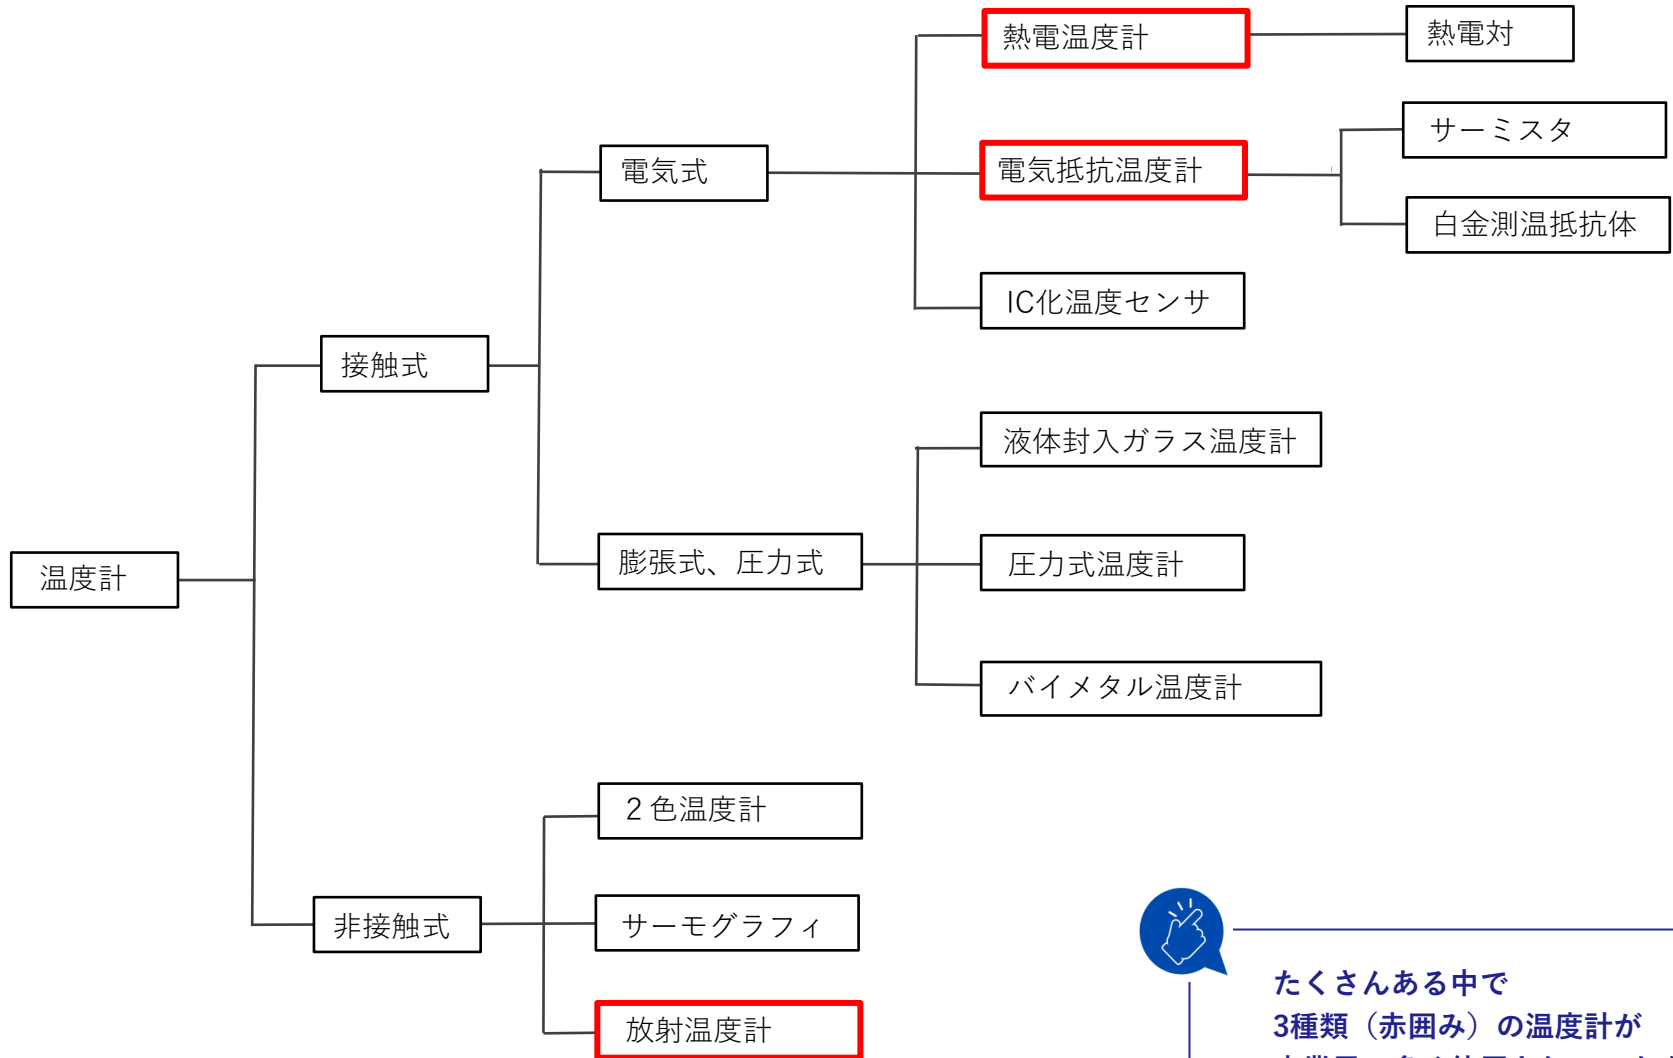 熱電温度計
熱電対
サーミスタ
電気式
電気抵抗温度計
白金測温抵抗体
IC化温度センサ
接触式
液体封入ガラス温度計
膨張式、圧力式
圧力式温度計
温度計
バイメタル温度計
２色温度計
非接触式
サーモグラフィ
放射温度計
たくさんある中で
3種類（赤囲み）の温度計が